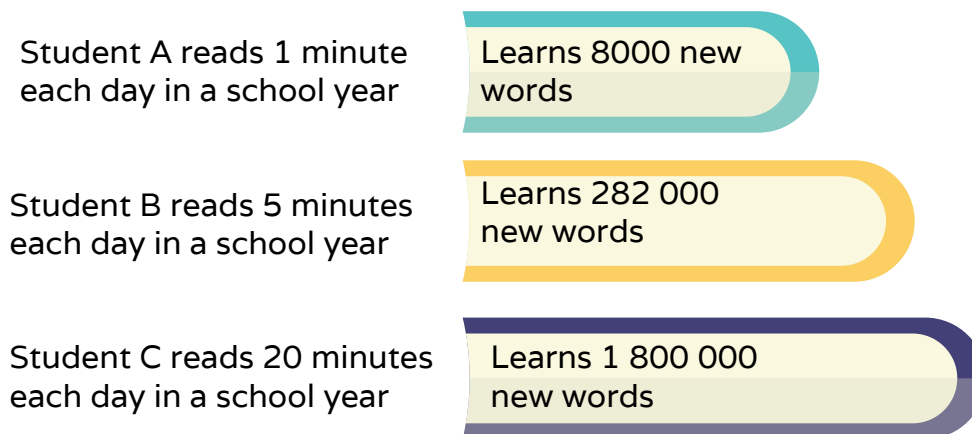 Student A reads 1 minute
each day in a school year
Learns 8000 new
words
Student B reads 5 minutes
each day in a school year
Learns 282 000
new words
Student C reads 20 minutes
each day in a school year
Learns 1 800 000
new words